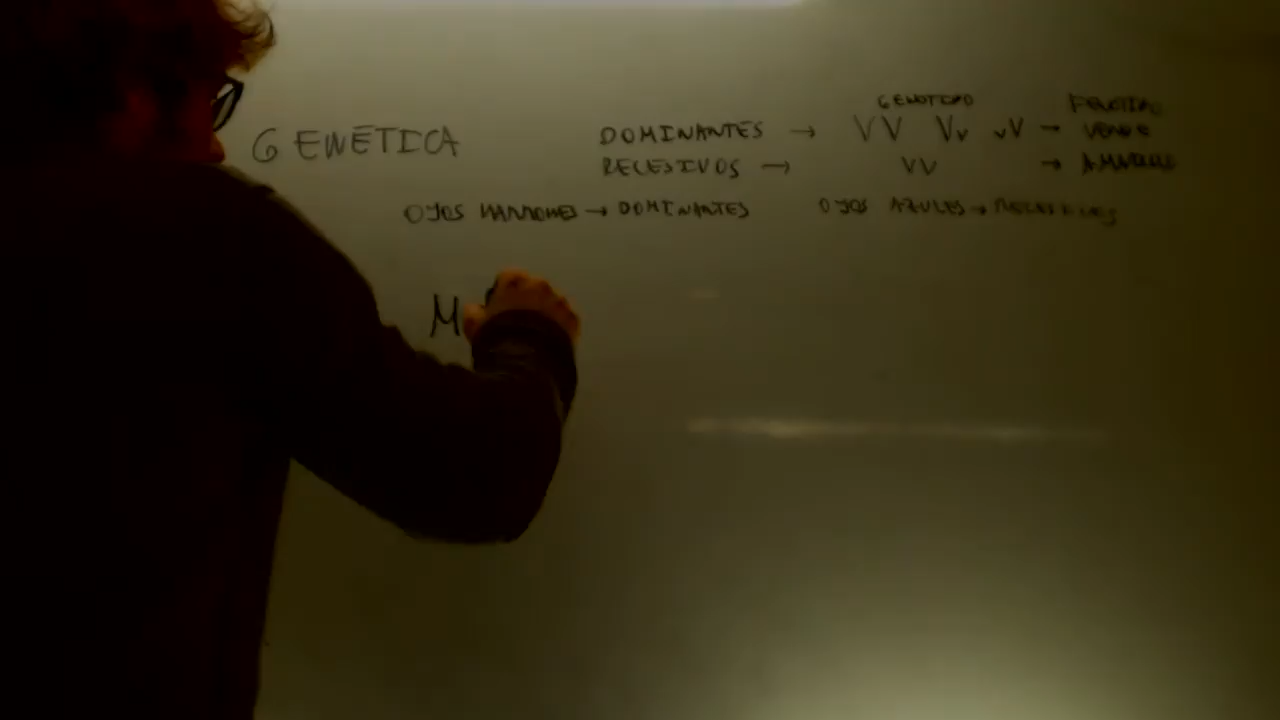 GENETICA
GENOTIPO FENOTIPO
DOMINANTES → VV Vv vV → VERDE
RECESIVOS → vv → AMARILLO
OJOS MARRONES → DOMINANTES OJOS AZULES → RECESIVOS
M